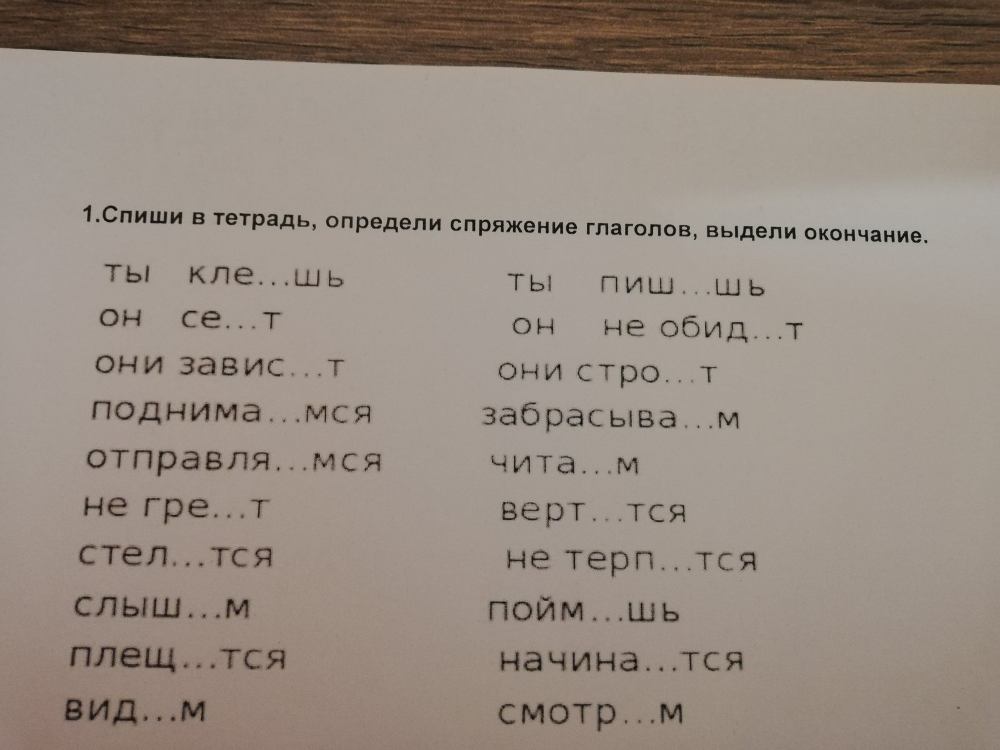 1.Спиши в тетрадь, определи спряжение глаголов, выдели окончание.
ты кле...шь
он се...т
они завис...т
поднима...мся
отправля...мся
не гре...т
стел...тся
слыш...м
плещ...тся
вид...м
ты пиш...шь
он не обид...т
они стро...т
забрасыва...м
чита...м
верт...тся
не терп...тся
пойм...шь
начина...тся
смотр...м